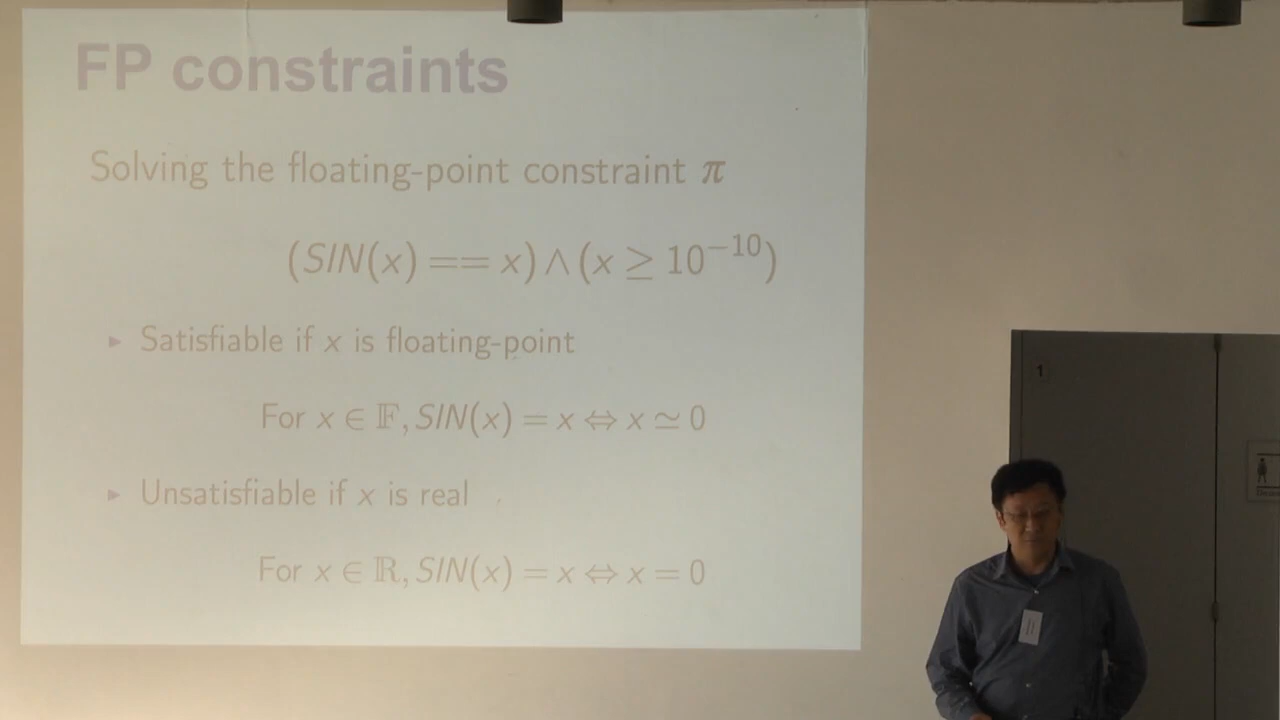 FP constraints
Solving the floating-point constraint π
(SIN(x) == x) ∧ (x ≥ 10⁻¹⁰)
▸ Satisfiable if x is floating-point
For x ∈ 𝔽, SIN(x) = x ⇔ x ≃ 0
▸ Unsatisfiable if x is real
For x ∈ ℝ, SIN(x) = x ⇔ x = 0
1